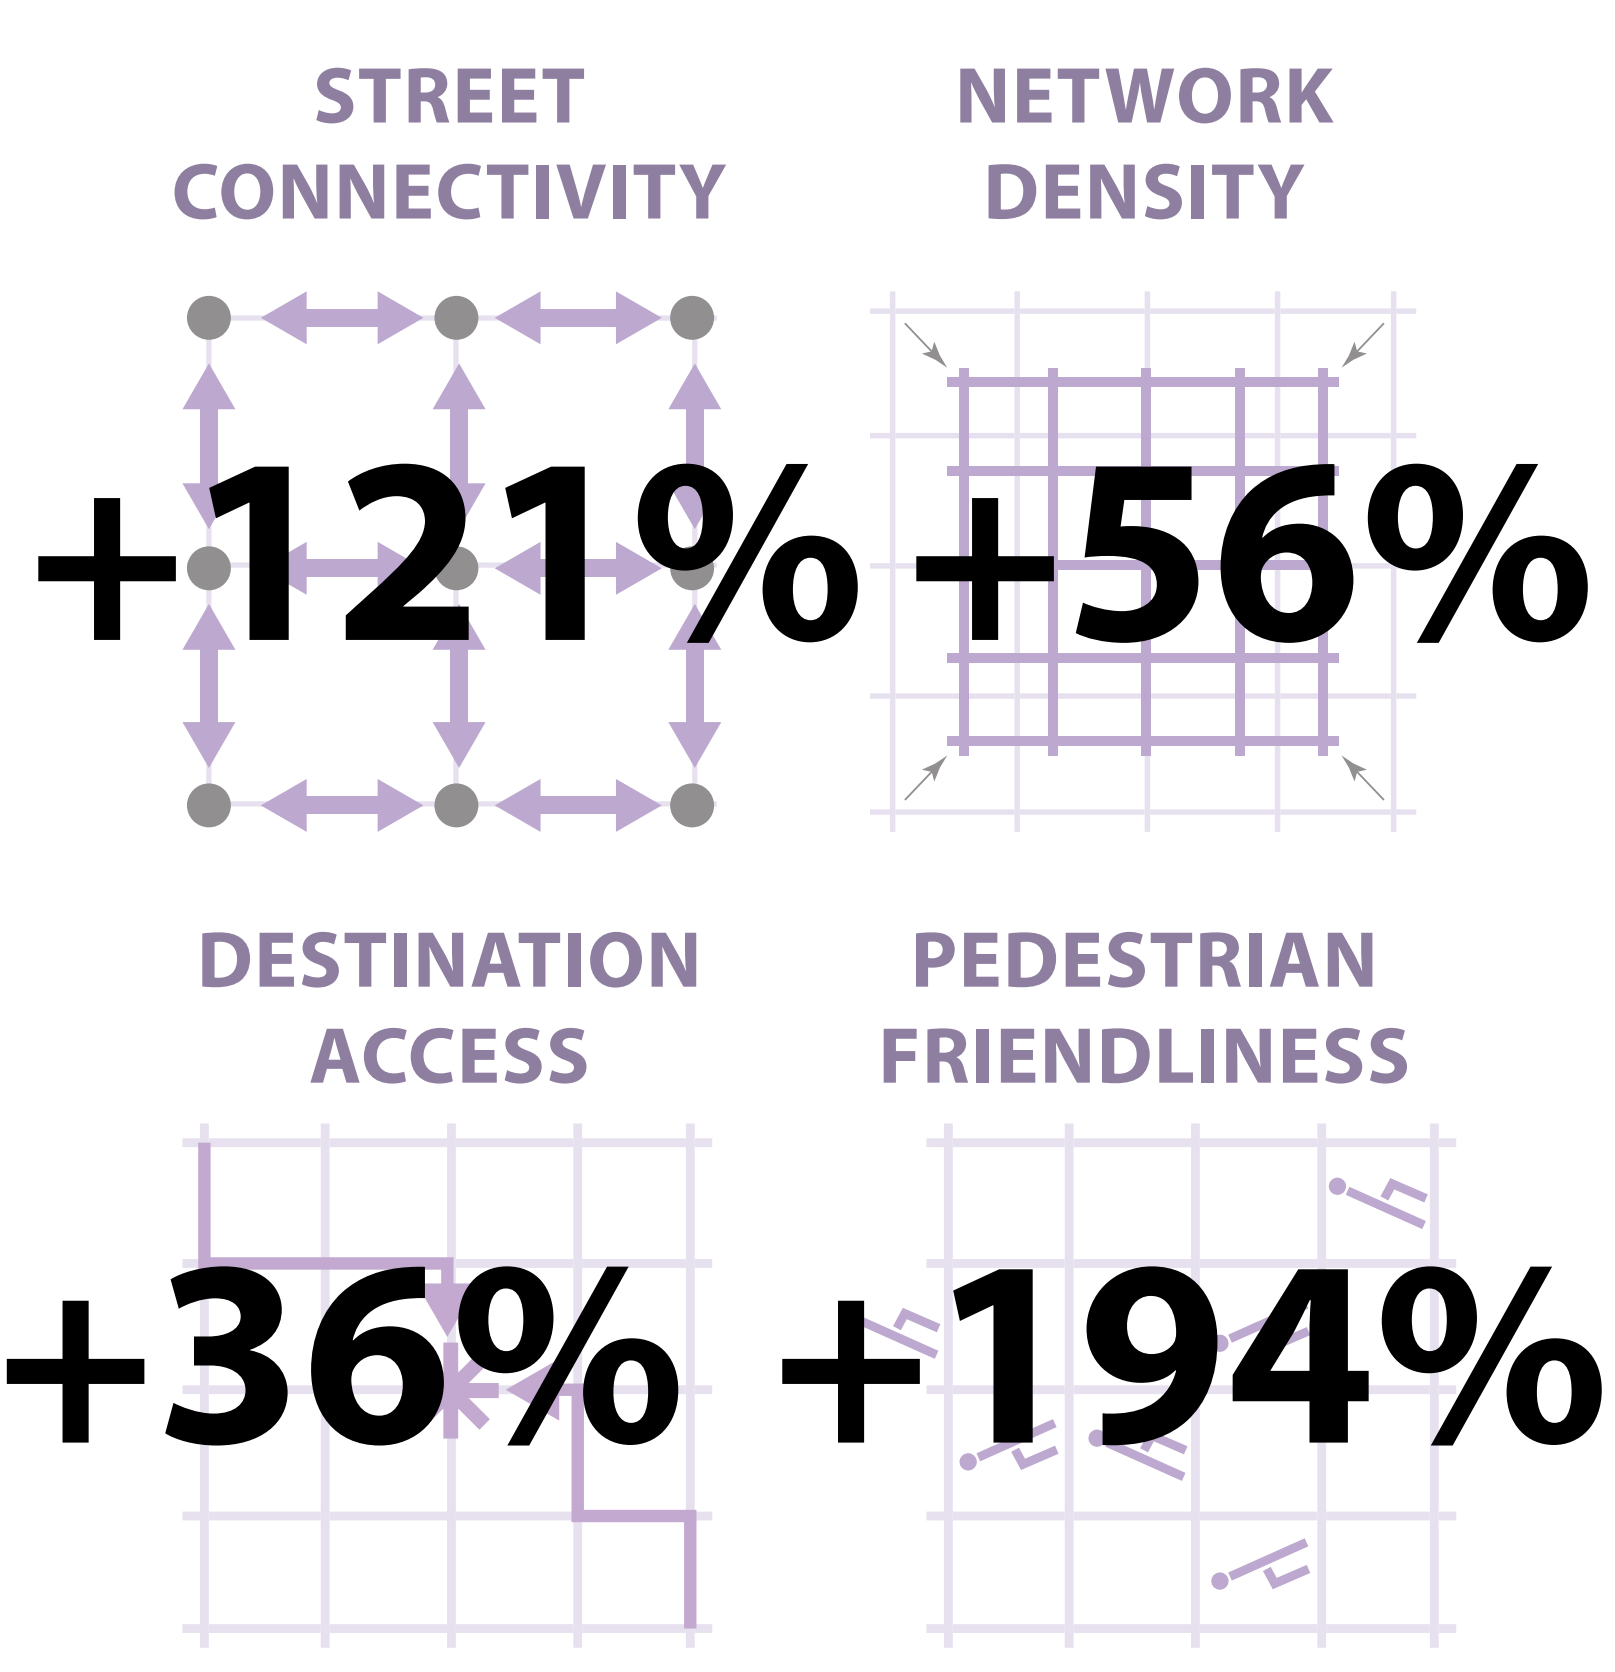 STREET
CONNECTIVITY
+121%
NETWORK
DENSITY
+56%
DESTINATION
ACCESS
+36%
PEDESTRIAN
FRIENDLINESS
+194%